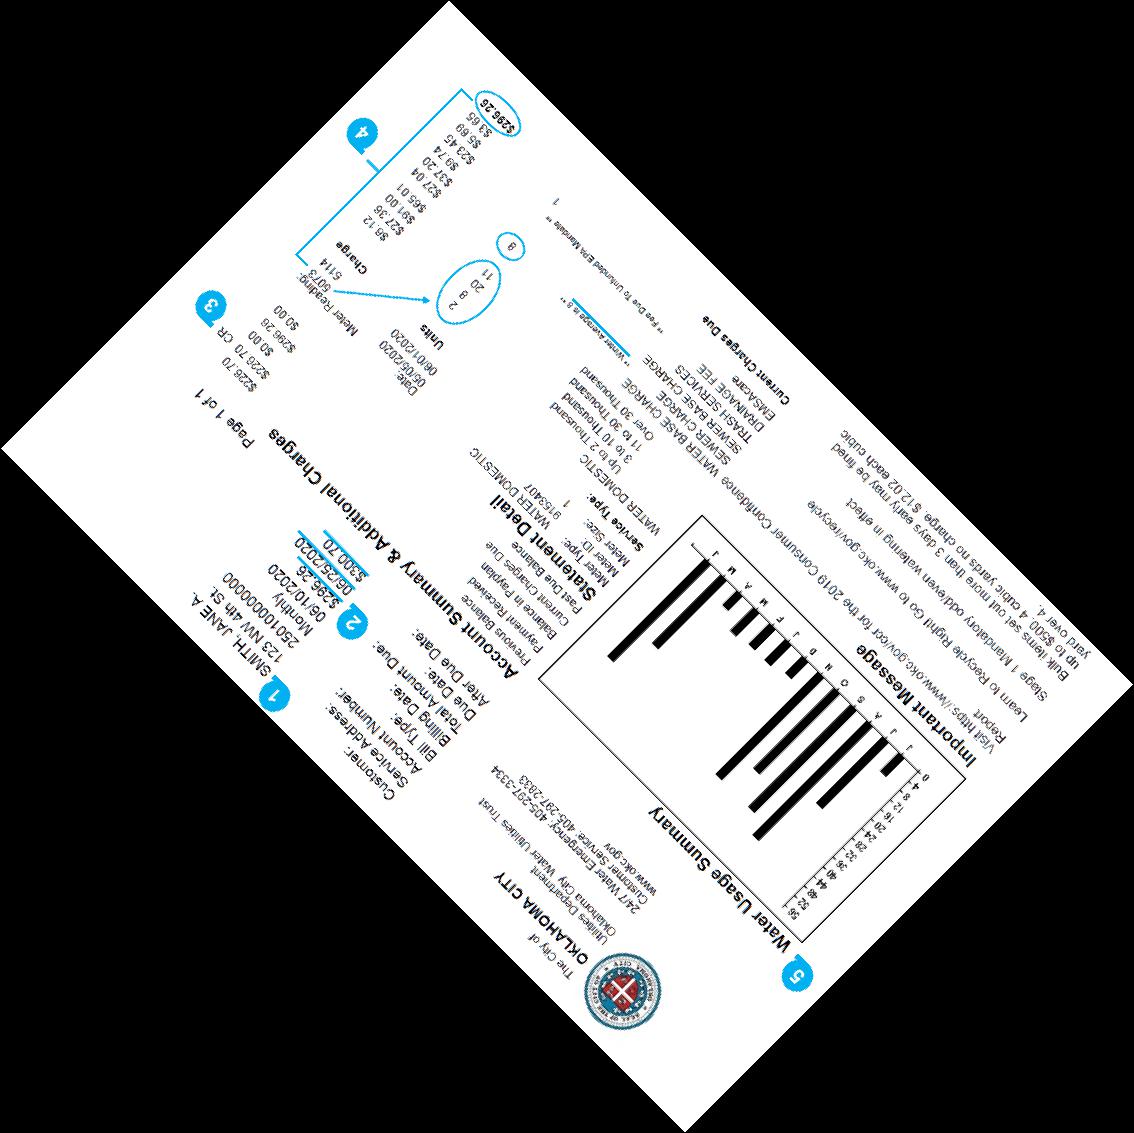 The City of
OKLAHOMA CITY
Utilities Department
Oklahoma City Water Utilities Trust
24/7 Water Emergency: 405-297-3334
Customer Service: 405-297-2833
www.okc.gov
1
Customer: SMITH, JANE A.
Service Address: 123 NW 4th St
Account Number: 250110000000
Bill Type: Monthly
Billing Date: 06/10/2020
2
Total Amount Due: $296.26
Due Date: 06/25/2020
After Due Date: $300.70
Page 1 of 1
5
Water Usage Summary
56
52
48
44
40
36
32
28
24
20
16
12
8
4
0
J J A S O N D J F M A M J
Important Message
Visit https://www.okc.gov/ccr for the 2019 Consumer Confidence
Report
Learn to Recycle Right! Go to www.okc.gov/recycle
Stage 1 Mandatory odd/even watering in effect
Bulk items set out more than 3 days early may be fined
up to $500. 4 cubic yards no charge, $12.02 each cubic
yard over 4.
Account Summary & Additional Charges
3
Previous Balance $226.70
Payment Received $226.70 CR
Balance Payplan $0.00
Current Charges Due $296.26
Past Due Balance $0.00
Statement Detail
Meter Type: WATER DOMESTIC
Meter ID: 9153407
Meter Size: 1
Date: Meter Reading:
05/05/2020 5073
06/01/2020 5114
Service Type: Units Charge
4
WATER DOMESTIC
Up to 2 Thousand 2 $6.12
3 to 10 Thousand 8 $27.36
11 to 30 Thousand 20 $91.00
Over 30 Thousand 11 $65.01
WATER BASE CHARGE $27.04
SEWER CHARGE 8 $37.20
SEWER BASE CHARGE $9.74
TRASH SERVICES $23.45
DRAINAGE FEE 1 $5.69
EMSAcare $3.65
Current Charges Due $296.26
** Winter Average is 8 **
** Fee Due To Unfunded EPA Mandate **